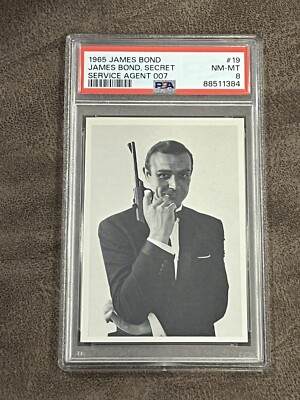 1965 JAMES BOND #19
JAMES BOND, SECRET NM-MT
SERVICE AGENT 007 8
PSA 88511384